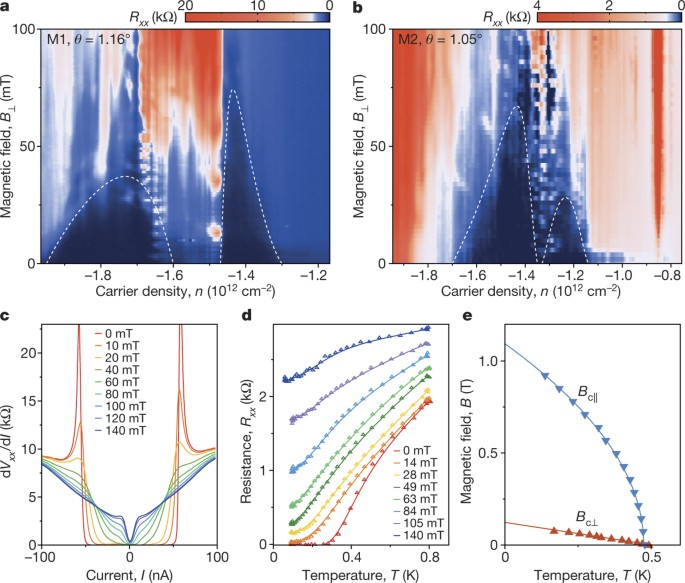 a
R_xx (kΩ)
20 10 0
M1, θ = 1.16°
Magnetic field, B⊥ (mT)
100
50
0
−1.8 −1.6 −1.4 −1.2
Carrier density, n (10¹² cm⁻²)
b
R_xx (kΩ)
4 2 0
M2, θ = 1.05°
Magnetic field, B⊥ (mT)
100
50
0
−1.8 −1.6 −1.4 −1.2 −1.0 −0.8
Carrier density, n (10¹² cm⁻²)
c
dV_xx/dI (kΩ)
20
15
10
5
0
0 mT
10 mT
20 mT
40 mT
60 mT
80 mT
100 mT
120 mT
140 mT
−100 −50 0 50 100
Current, I (nA)
d
Resistance, R_xx (kΩ)
2
1
0
0 mT
14 mT
28 mT
49 mT
63 mT
84 mT
105 mT
140 mT
0 0.4 0.8
Temperature, T (K)
e
Magnetic field, B (T)
1.0
0.5
0
B_c∥
B_c⊥
0 0.5
Temperature, T (K)